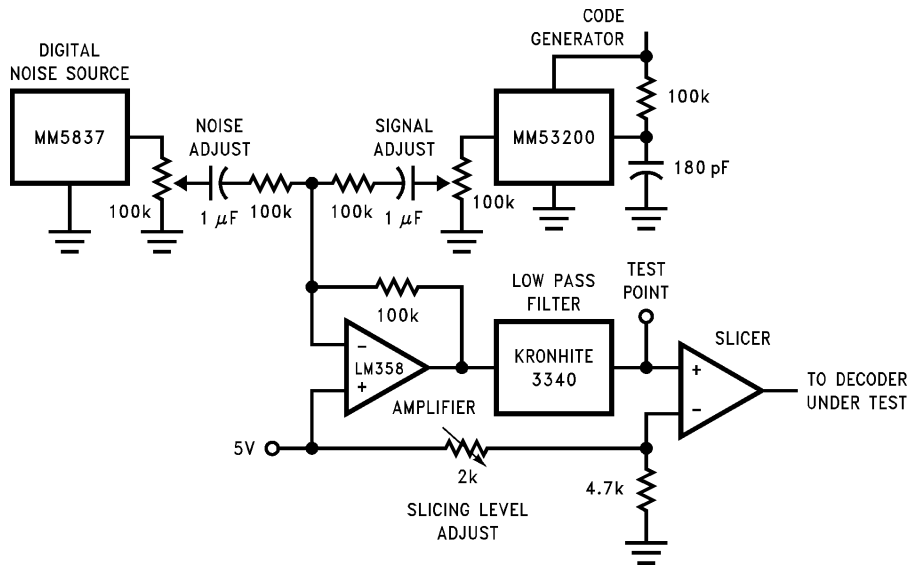 CODE
GENERATOR
DIGITAL
NOISE SOURCE
MM5837
NOISE
ADJUST
SIGNAL
ADJUST
MM53200
100k
180 pF
100k
1 μF
100k
100k
1 μF
100k
100k
LM358
-
+
AMPLIFIER
LOW PASS
FILTER
KRONHITE
3340
TEST
POINT
SLICER
+
-
TO DECODER
UNDER TEST
5V
2k
SLICING LEVEL
ADJUST
4.7k